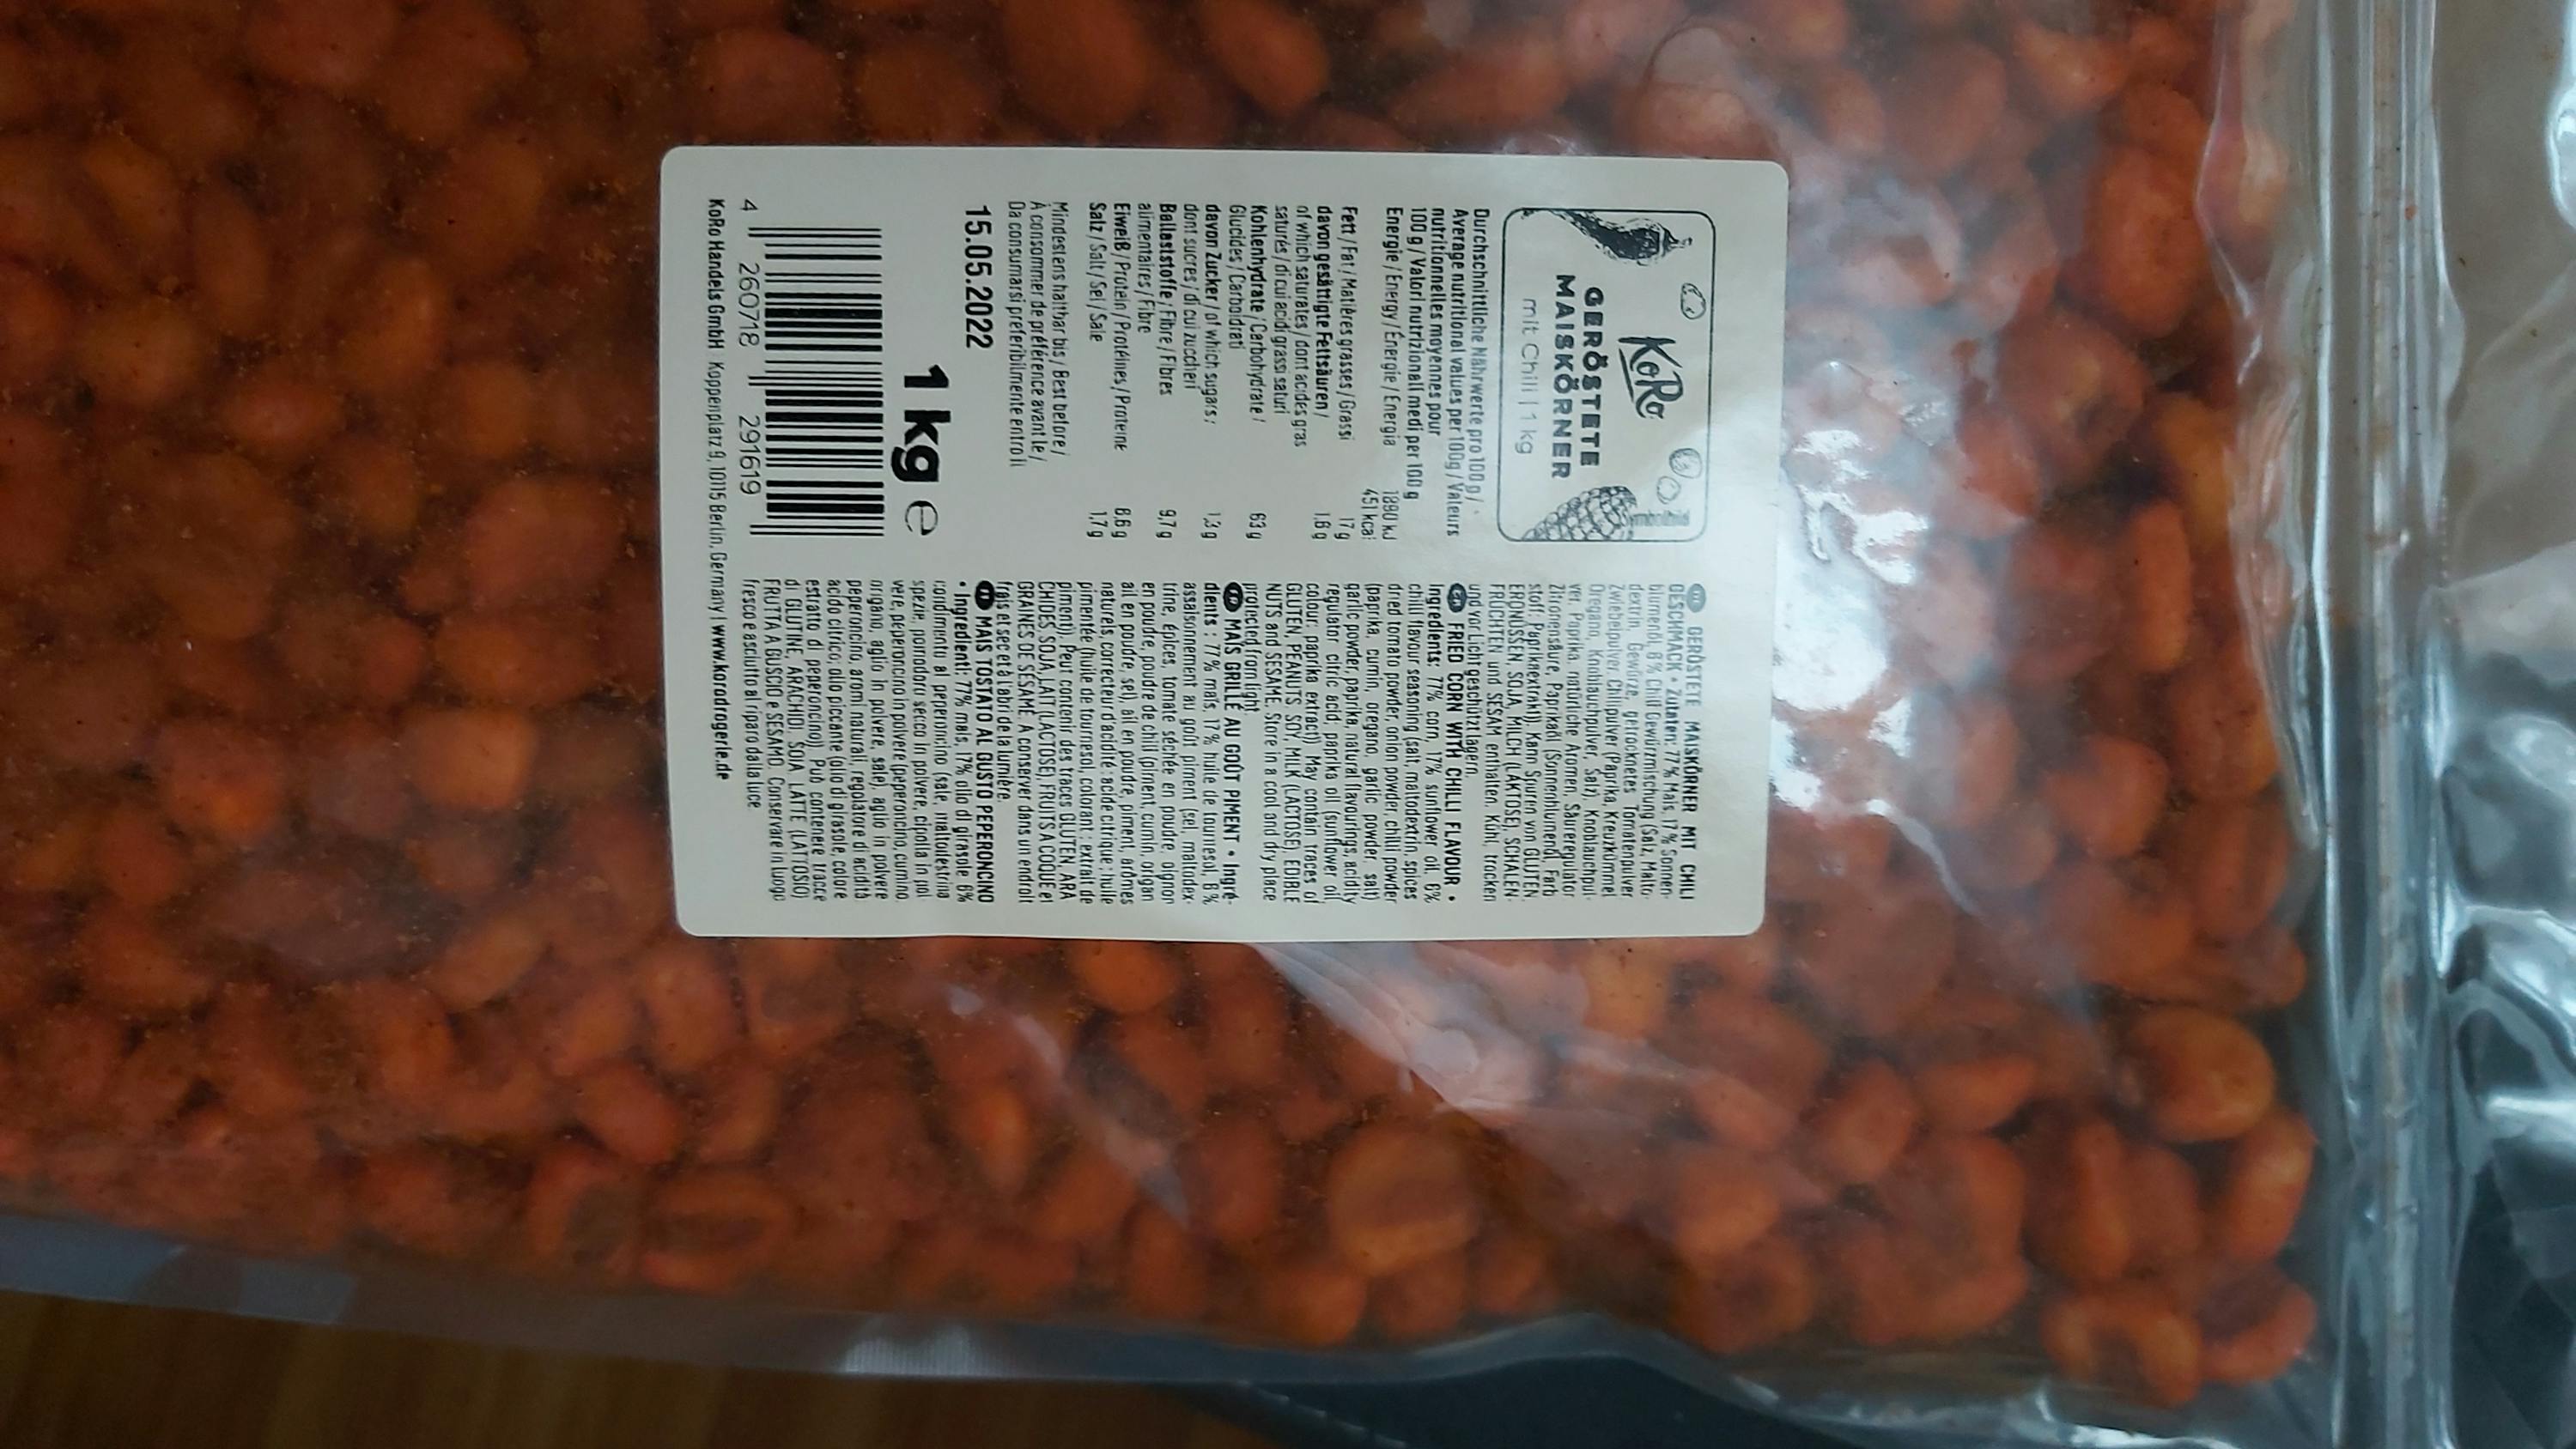 KoRo
GERÖSTETE
MAISKÖRNER
mit Chili | 1 kg
Durchschnittliche Nährwerte pro 100 g /
Average nutritional values per 100g / Valeurs
nutritionnelles moyennes pour
100 g / Valori nutrizionali medi per 100 g
Energie / Energy / Énergie / Energia 1880 kJ
451 kcal
Fett / Fat / Matières grasses / Grassi 17 g
davon gesättigte Fettsäuren / 1,6 g
of which saturates / dont acides gras
saturés / di cui acidi grassi saturi
Kohlenhydrate / Carbohydrate / 63 g
Glucides / Carboidrati
davon Zucker / of which sugars / 1,3 g
dont sucres / di cui zuccheri
Ballaststoffe / Fibre / Fibres 9,7 g
alimentaires / Fibre
Eiweiß / Protein / Protéines / Proteine 6,6 g
Salz / Salt / Sel / Sale 1,7 g
Mindestens haltbar bis / Best before /
À consommer de préférence avant le /
Da consumarsi preferibilmente entro il
15.05.2022
1 kg e
4 260718 291619
GERÖSTETE MAISKÖRNER MIT CHILI
GESCHMACK • Zutaten: 77 % Mais, 17 % Sonnen-
blumenöl, 6 % Chili Gewürzmischung (Salz, Malto-
dextrin, Gewürze, getrocknetes Tomatenpulver
Zwiebelpulver, Chilipulver (Paprika, Kreuzkümmel
Oregano, Knoblauchpulver, Salz), Knoblauchpul-
ver, Paprika, natürliche Aromen, Säureregulator
Zitronensäure, Paprikaöl (Sonnenblumenöl, Farb
stoff: Paprikaextrakt)). Kann Spuren von GLUTEN,
ERDNÜSSEN, SOJA, MILCH (LAKTOSE), SCHALEN-
FRÜCHTEN und SESAM enthalten. Kühl, trocken
und vor Licht geschützt lagern.
FRIED CORN WITH CHILLI FLAVOUR •
Ingredients: 77% corn, 17% sunflower oil, 6%
chilli flavour seasoning (salt, maltodextrin, spices
dried tomato powder, onion powder, chilli powder
(paprika, cumin, oregano, garlic powder, salt)
garlic powder, paprika, natural flavourings, acidity
regulator: citric acid, paprika oil (sunflower oil,
colour: paprika extract)) May contain traces of
GLUTEN, PEANUTS, SOY, MILK (LACTOSE), EDIBLE
NUTS and SESAME. Store in a cool and dry place
protected from light.
MAÏS GRILLÉ AU GOÛT PIMENT • Ingré-
dients : 77 % maïs, 17 % huile de tournesol, 6 %
assaisonnement au goût piment (sel, maltodex-
trine, épices, tomate séchée en poudre, oignon
en poudre, poudre de chili (piment, cumin, origan
ail en poudre, sel), ail en poudre, piment, arômes
naturels, correcteur d'acidité : acide citrique ; huile
pimentée (huile de tournesol, colorant : extrait de
piment)). Peut contenir des traces GLUTEN, ARA
CHIDES, SOJA, LAIT (LACTOSE), FRUITS À COQUE et
GRAINES DE SÉSAME. À conserver dans un endroit
frais et sec et à l'abri de la lumière.
MAIS TOSTATO AL GUSTO PEPERONCINO
• Ingredienti: 77% mais, 17% olio di girasole 6%
condimento al peperoncino (sale, maltodestrina
spezie, pomodoro secco in polvere, cipolla in pol
vere, peperoncino in polvere (peperoncino, cumino,
origano, aglio in polvere, sale), aglio in polvere
peperoncino, aromi naturali, regolatore di acidità
acido citrico; olio piccante (olio di girasole, colore
estratto di peperoncino)). Può contenere trace
di GLUTINE, ARACHIDI, SOIA, LATTE (LATTOSIO)
FRUTTA A GUSCIO e SESAMO. Conservare in luogo
fresco e asciutto al riparo dalla luce
KoRo Handels GmbH | Koppenplatz 9, 10115 Berlin, Germany | www.korodrogerie.de